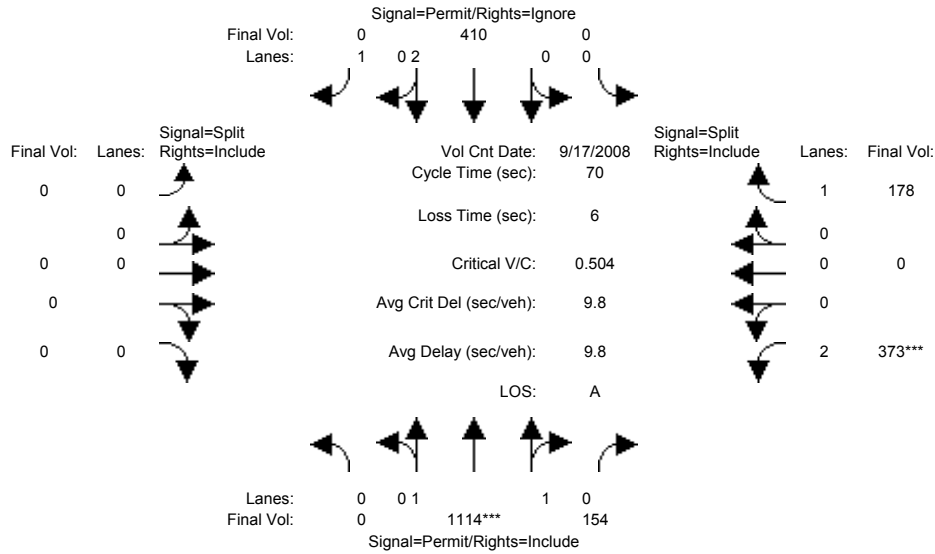 Signal=Permit/Rights=Ignore
Final Vol: 0 410 0
Lanes: 1 0 2 0 0
Signal=Split Signal=Split
Final Vol: Lanes: Rights=Include Vol Cnt Date: 9/17/2008 Rights=Include Lanes: Final Vol:
Cycle Time (sec): 70
0 0 1 178
Loss Time (sec): 6
0 0
0 0 Critical V/C: 0.504 0 0
0 Avg Crit Del (sec/veh): 9.8 0
0 0 Avg Delay (sec/veh): 9.8 2 373***
LOS: A
Lanes: 0 0 1 1 0
Final Vol: 0 1114*** 154
Signal=Permit/Rights=Include